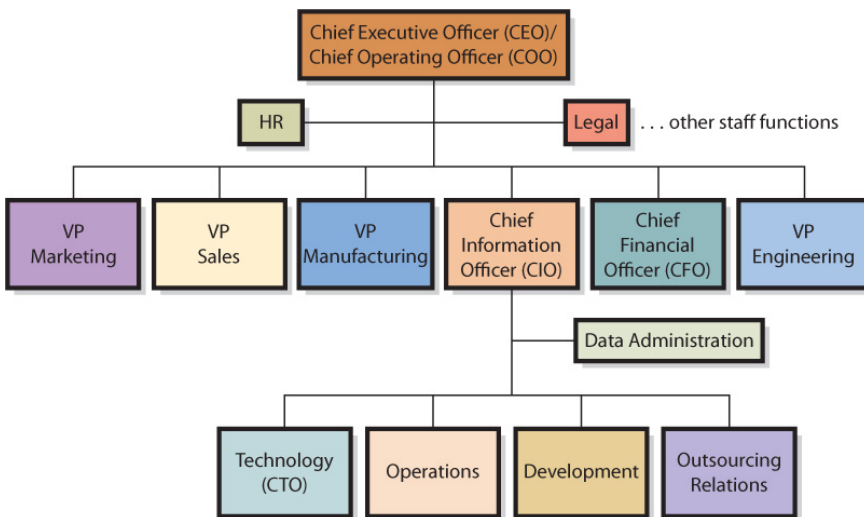 Chief Executive Officer (CEO)/
Chief Operating Officer (COO)
HR
Legal
. . . other staff functions
VP
Marketing
VP
Sales
VP
Manufacturing
Chief
Information
Officer (CIO)
Chief
Financial
Officer (CFO)
VP
Engineering
Data Administration
Technology
(CTO)
Operations
Development
Outsourcing
Relations